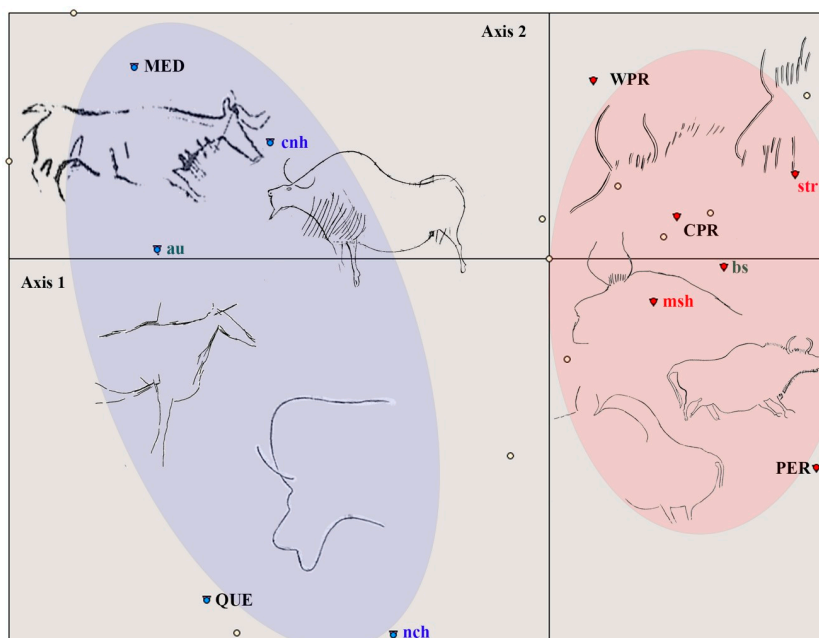 Axis 2
MED
WPR
cnh
str
CPR
au
bs
Axis 1
msh
PER
QUE
nch